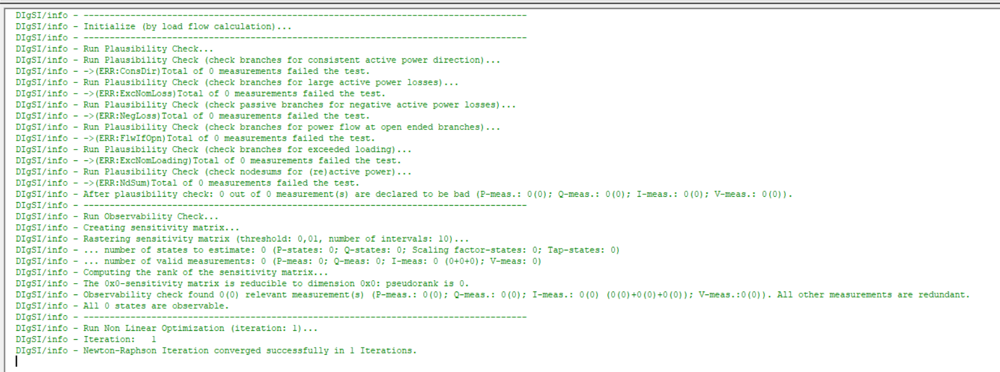 DIgSI/info - -------------------------------------------------------------------------------------
DIgSI/info - Initialize (by load flow calculation)...
DIgSI/info - -------------------------------------------------------------------------------------
DIgSI/info - Run Plausibility Check...
DIgSI/info - Run Plausibility Check (check branches for consistent active power direction)...
DIgSI/info - ->(ERR:ConsDir)Total of 0 measurements failed the test.
DIgSI/info - Run Plausibility Check (check branches for large active power losses)...
DIgSI/info - ->(ERR:ExcNomLoss)Total of 0 measurements failed the test.
DIgSI/info - Run Plausibility Check (check passive branches for negative active power losses)...
DIgSI/info - ->(ERR:NegLoss)Total of 0 measurements failed the test.
DIgSI/info - Run Plausibility Check (check branches for power flow at open ended branches)...
DIgSI/info - ->(ERR:FlwIfOpn)Total of 0 measurements failed the test.
DIgSI/info - Run Plausibility Check (check branches for exceeded loading)...
DIgSI/info - ->(ERR:ExcNomLoading)Total of 0 measurements failed the test.
DIgSI/info - Run Plausibility Check (check nodesums for (re)active power)...
DIgSI/info - ->(ERR:NdSum)Total of 0 measurements failed the test.
DIgSI/info - After plausibility check: 0 out of 0 measurement(s) are declared to be bad (P-meas.: 0(0); Q-meas.: 0(0); I-meas.: 0(0); V-meas.: 0(0)).
DIgSI/info - -------------------------------------------------------------------------------------
DIgSI/info - Run Observability Check...
DIgSI/info - Creating sensitivity matrix...
DIgSI/info - Rastering sensitivity matrix (threshold: 0,01, number of intervals: 10)...
DIgSI/info - ... number of states to estimate: 0 (P-states: 0; Q-states: 0; Scaling factor-states: 0; Tap-states: 0)
DIgSI/info - ... number of valid measurements: 0 (P-meas: 0; Q-meas: 0; I-meas: 0 (0+0+0); V-meas: 0)
DIgSI/info - Computing the rank of the sensitivity matrix...
DIgSI/info - The 0x0-sensitivity matrix is reducible to dimension 0x0: pseudorank is 0.
DIgSI/info - Observability check found 0(0) relevant measurement(s) (P-meas.: 0(0); Q-meas.: 0(0); I-meas.: 0(0) (0(0)+0(0)+0(0)); V-meas.:0(0)). All other measurements are redundant.
DIgSI/info - All 0 states are observable.
DIgSI/info - -------------------------------------------------------------------------------------
DIgSI/info - Run Non Linear Optimization (iteration: 1)...
DIgSI/info - Iteration:   1
DIgSI/info - Newton-Raphson Iteration converged successfully in 1 Iterations.